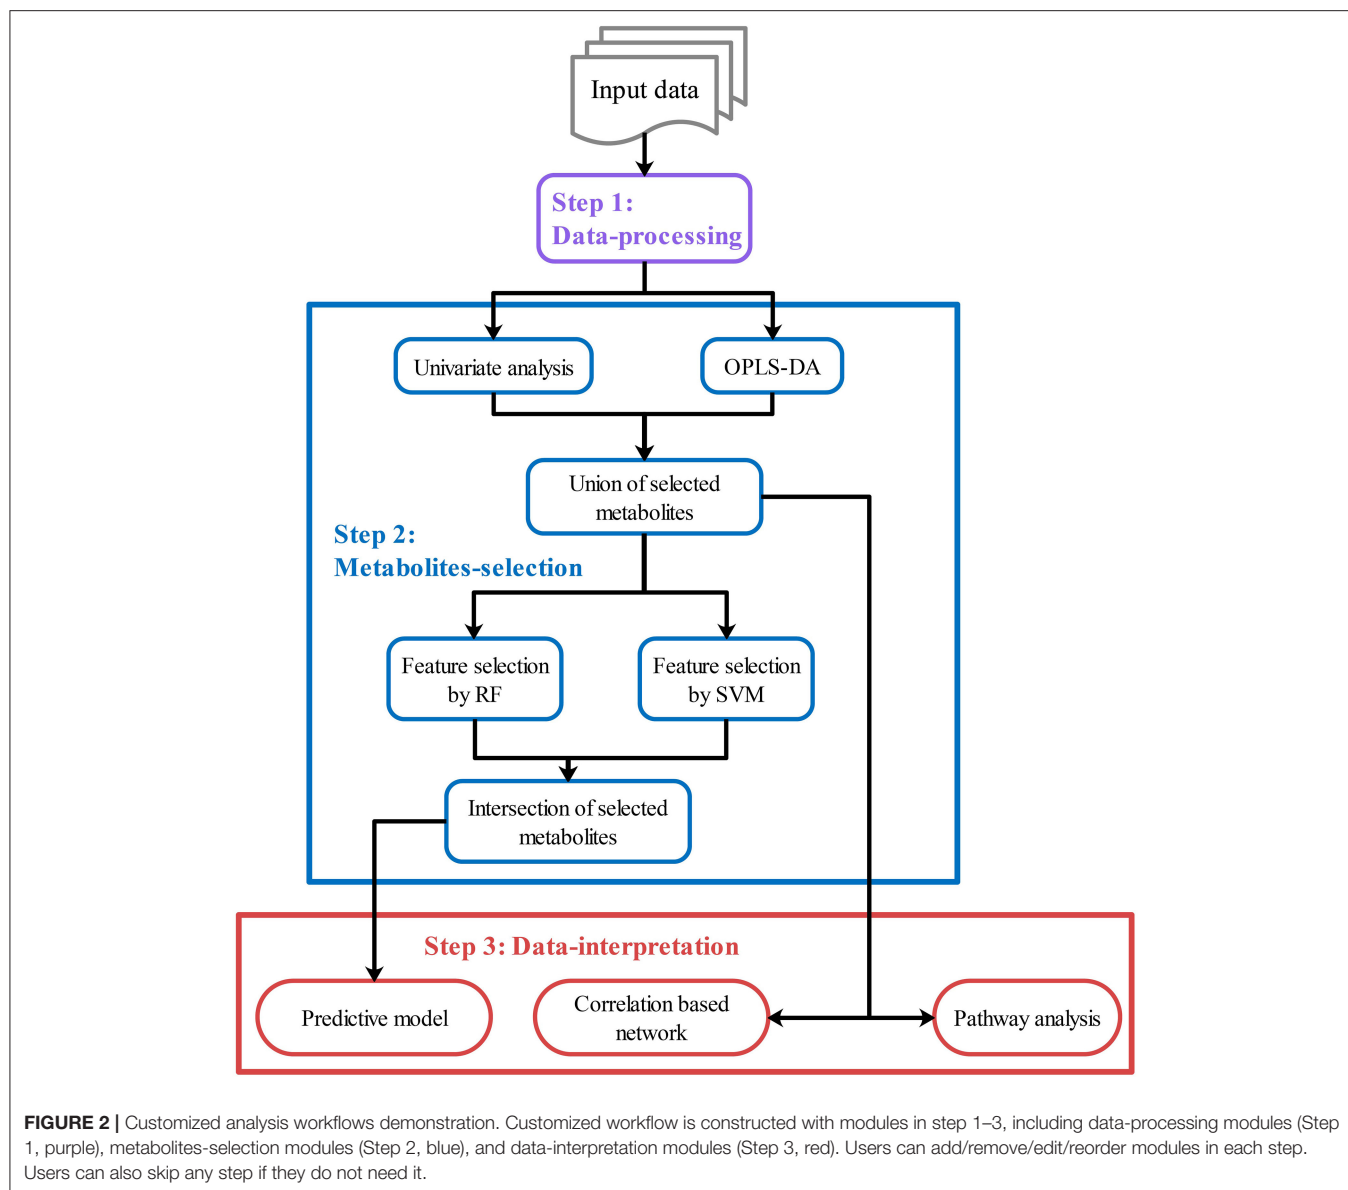 Input data
Step 1:
Data-processing
Univariate analysis
OPLS-DA
Union of selected
metabolites
Step 2:
Metabolites-selection
Feature selection
by RF
Feature selection
by SVM
Intersection of selected
metabolites
Step 3: Data-interpretation
Predictive model
Correlation based
network
Pathway analysis
FIGURE 2 | Customized analysis workflows demonstration. Customized workflow is constructed with modules in step 1–3, including data-processing modules (Step
1, purple), metabolites-selection modules (Step 2, blue), and data-interpretation modules (Step 3, red). Users can add/remove/edit/reorder modules in each step.
Users can also skip any step if they do not need it.